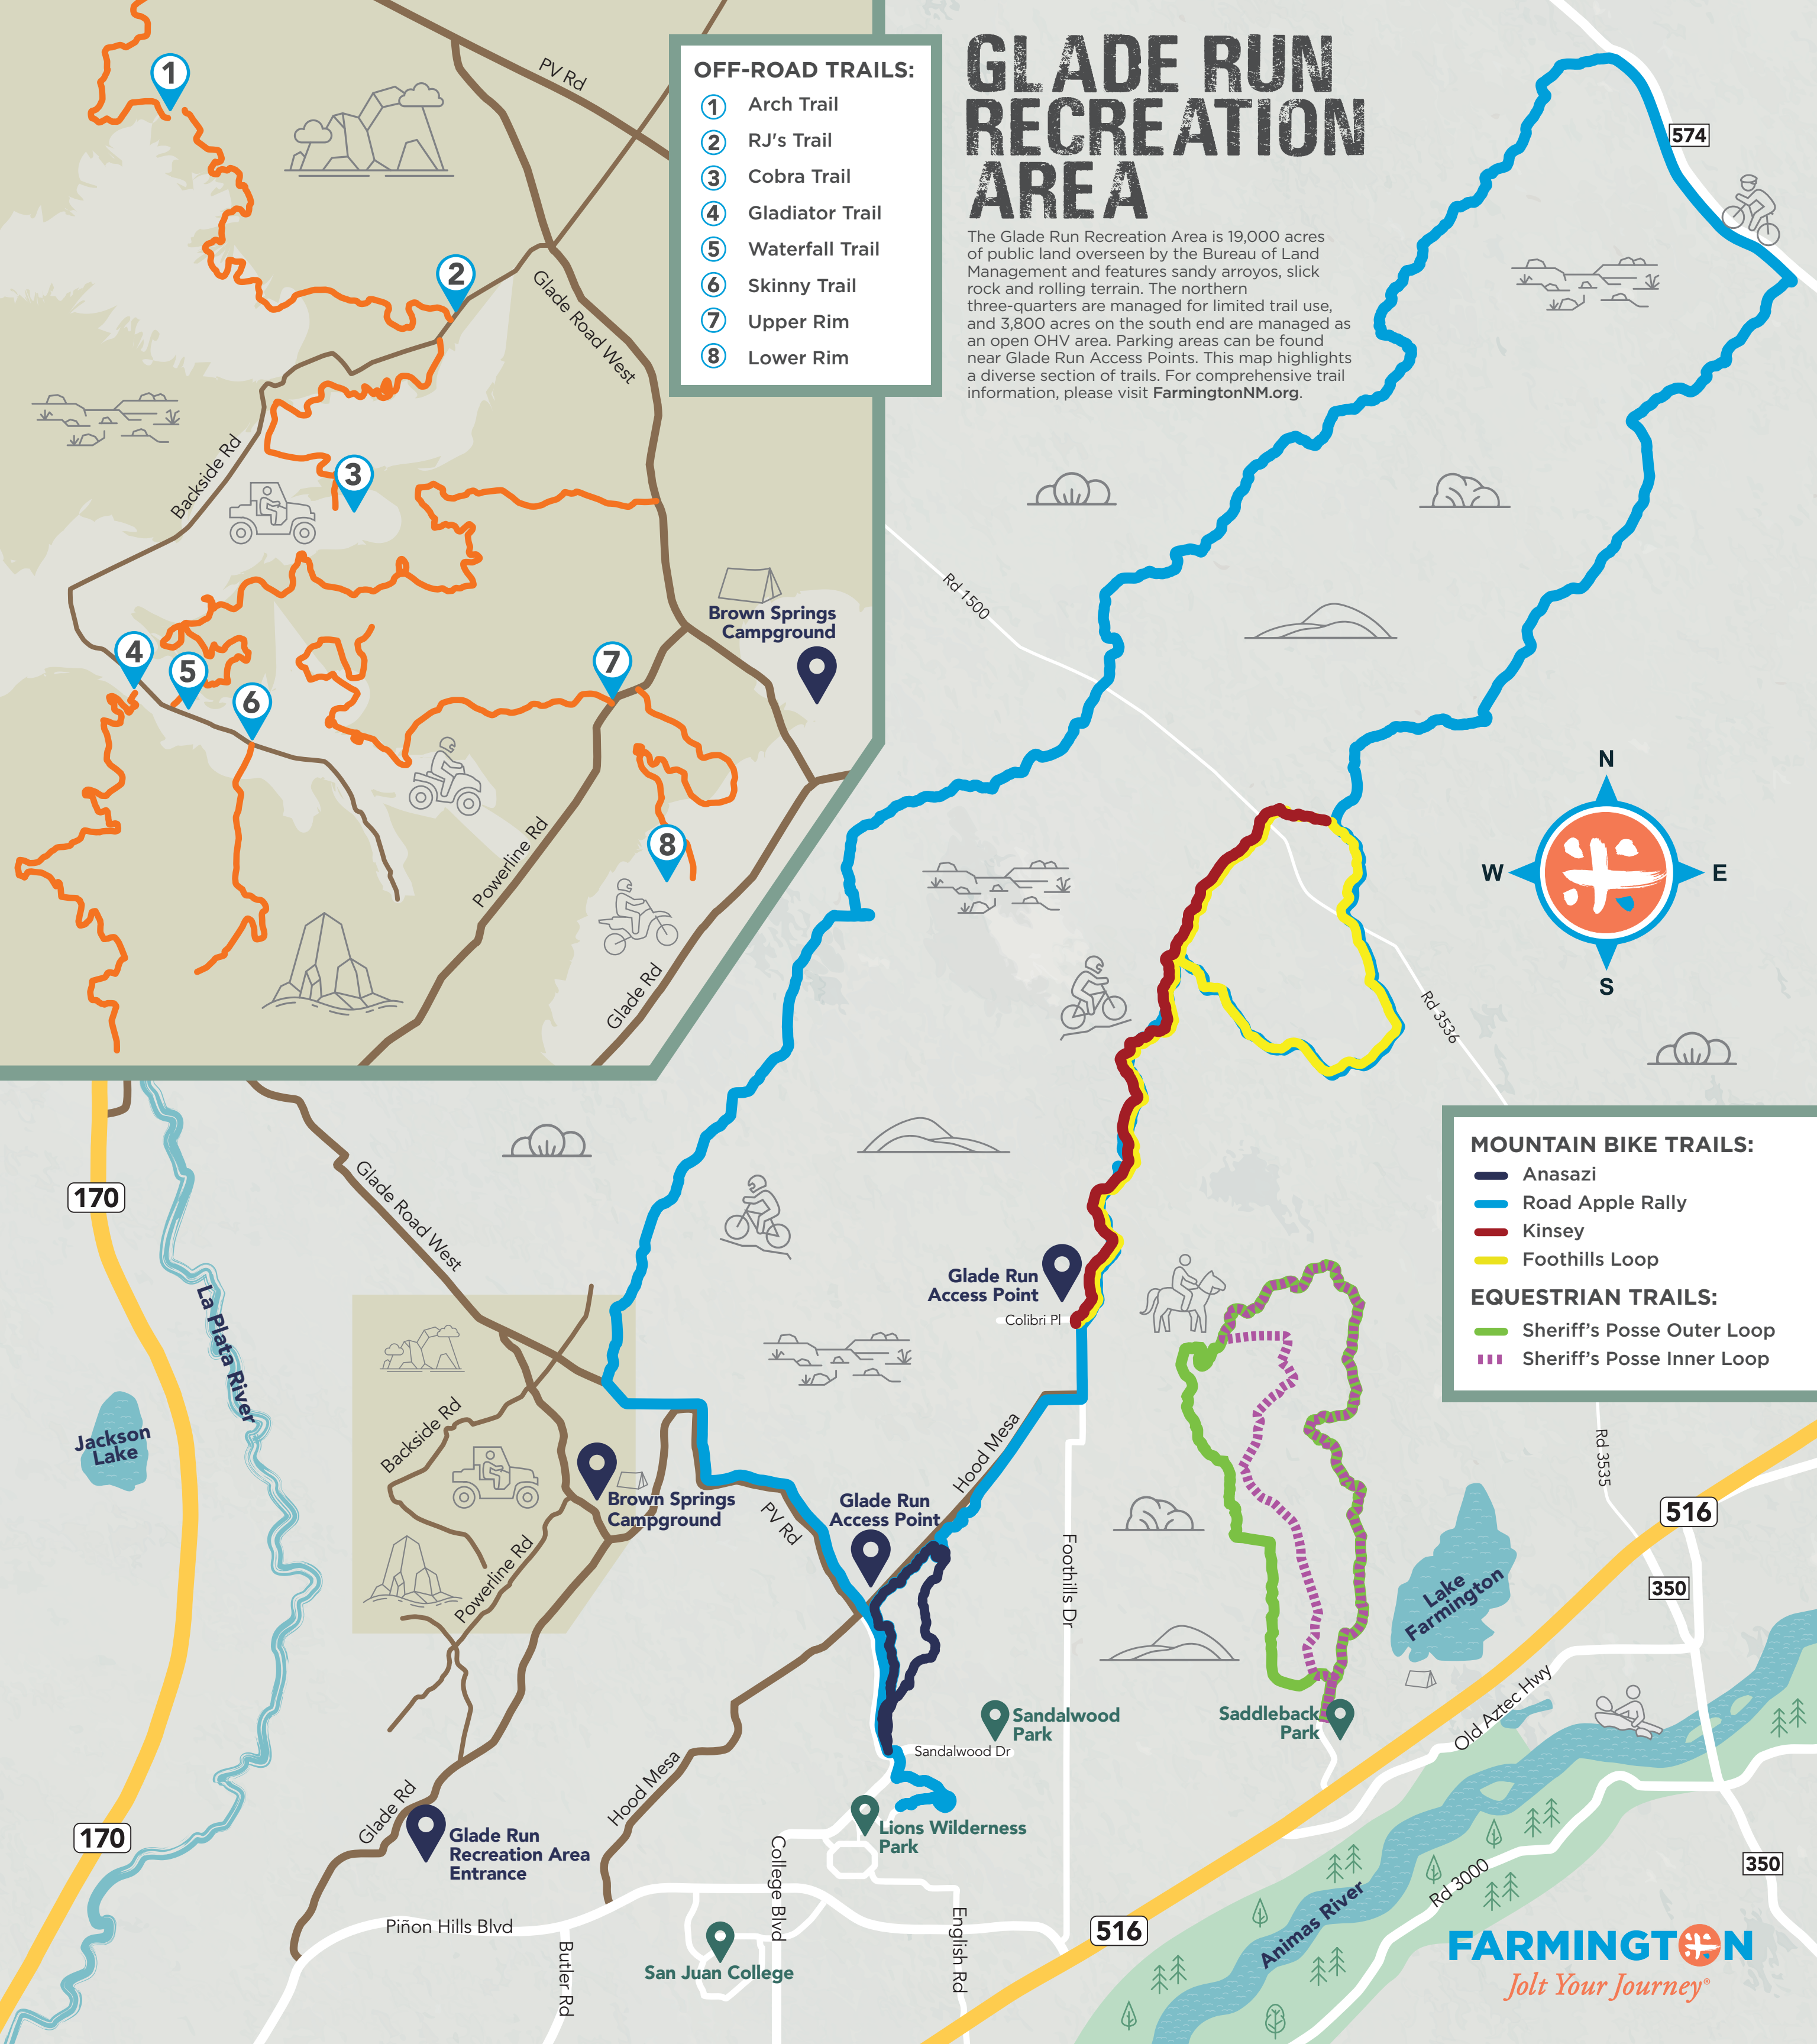 GLADE RUN
RECREATION
AREA
The Glade Run Recreation Area is 19,000 acres
of public land overseen by the Bureau of Land
Management and features sandy arroyos, slick
rock and rolling terrain. The northern
three-quarters are managed for limited trail use,
and 3,800 acres on the south end are managed as
an open OHV area. Parking areas can be found
near Glade Run Access Points. This map highlights
a diverse section of trails. For comprehensive trail
information, please visit FarmingtonNM.org.
OFF-ROAD TRAILS:
1 Arch Trail
2 RJ's Trail
3 Cobra Trail
4 Gladiator Trail
5 Waterfall Trail
6 Skinny Trail
7 Upper Rim
8 Lower Rim
1
PV Rd
2
Glade Road West
Backside Rd
3
Brown Springs
Campground
4
5
6
7
8
Powerline Rd
Glade Rd
574
Rd 1500
N
W
E
S
Rd 3536
MOUNTAIN BIKE TRAILS:
Anasazi
Road Apple Rally
Kinsey
Foothills Loop
EQUESTRIAN TRAILS:
Sheriff's Posse Outer Loop
Sheriff's Posse Inner Loop
170
Glade Road West
La Plata River
Jackson
Lake
Backside Rd
Brown Springs
Campground
Powerline Rd
PV Rd
Glade Run
Access Point
Colibri Pl
Hood Mesa
Glade Run
Access Point
Foothills Dr
Rd 3535
516
350
Lake
Farmington
Sandalwood
Park
Sandalwood Dr
Saddleback
Park
Old Aztec Hwy
Hood Mesa
Glade Rd
170
Glade Run
Recreation Area
Entrance
Lions Wilderness
Park
College Blvd
350
Rd 3000
Piñon Hills Blvd
Butler Rd
San Juan College
English Rd
516
Animas River
FARMINGTON
Jolt Your Journey®